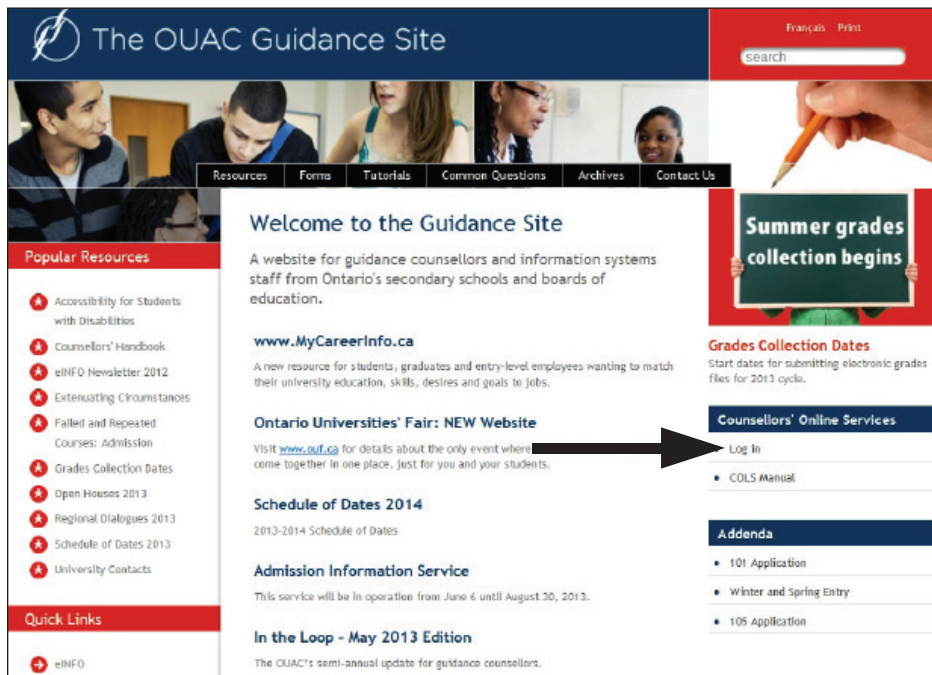 The OUAC Guidance Site
Français Print
search
Resources Forms Tutorials Common Questions Archives Contact Us
Summer grades
collection begins
Popular Resources
Accessibility for Students
with Disabilities
Counsellors' Handbook
eINFO Newsletter 2012
Extenuating Circumstances
Failed and Repeated
Courses: Admission
Grades Collection Dates
Open Houses 2013
Regional Dialogues 2013
Schedule of Dates 2013
University Contacts
Quick Links
eINFO
Welcome to the Guidance Site
A website for guidance counsellors and information systems
staff from Ontario's secondary schools and boards of
education.
www.MyCareerInfo.ca
A new resource for students, graduates and entry-level employees wanting to match
their university education, skills, desires and goals to jobs.
Ontario Universities' Fair: NEW Website
Visit www.ouf.ca for details about the only event where
come together in one place, just for you and your students.
Schedule of Dates 2014
2013-2014 Schedule of Dates
Admission Information Service
This service will be in operation from June 6 until August 30, 2013.
In the Loop - May 2013 Edition
The OUAC's semi-annual update for guidance counsellors.
Grades Collection Dates
Start dates for submitting electronic grades
files for 2013 cycle.
Counsellors' Online Services
Log in
COLS Manual
Addenda
101 Application
Winter and Spring Entry
105 Application